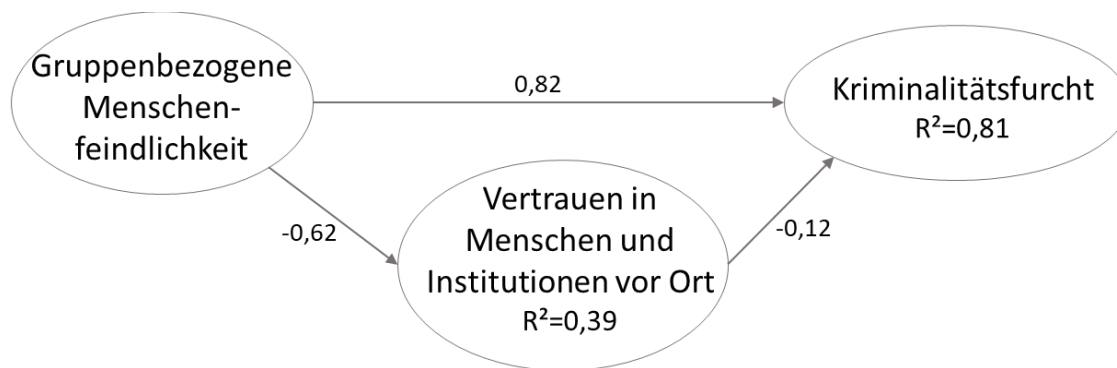 Gruppenbezogene
Menschen-
feindlichkeit
0,82
Kriminalitätsfurcht
R²=0,81
-0,62
Vertrauen in
Menschen und
Institutionen vor Ort
R²=0,39
-0,12